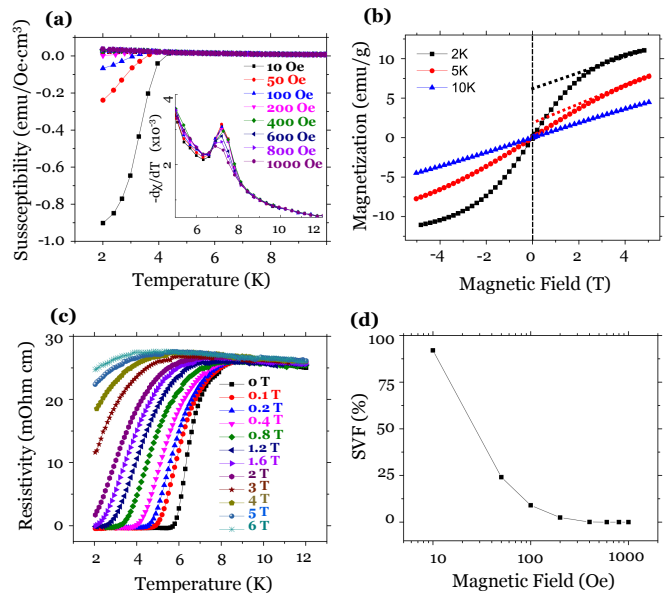 (a)
Sussceptibility (emu/Oe·cm³)
0.0
-0.2
-0.4
-0.6
-0.8
-1.0
10 Oe
50 Oe
100 Oe
200 Oe
400 Oe
600 Oe
800 Oe
1000 Oe
-dχ/dT (x10⁻³)
4
2
6 8 10 12
0 2 4 6 8
Temperature (K)
(b)
Magnetization (emu/g)
10
5
0
-5
-10
2K
5K
10K
-4 -2 0 2 4
Magnetic Field (T)
(c)
Resistivity (mOhm cm)
30
20
10
0
0 T
0.1 T
0.2 T
0.4 T
0.8 T
1.2 T
1.6 T
2 T
3 T
4 T
5 T
6 T
2 4 6 8 10 12
Temperature (K)
(d)
SVF (%)
100
75
50
25
0
10 100 1000
Magnetic Field (Oe)